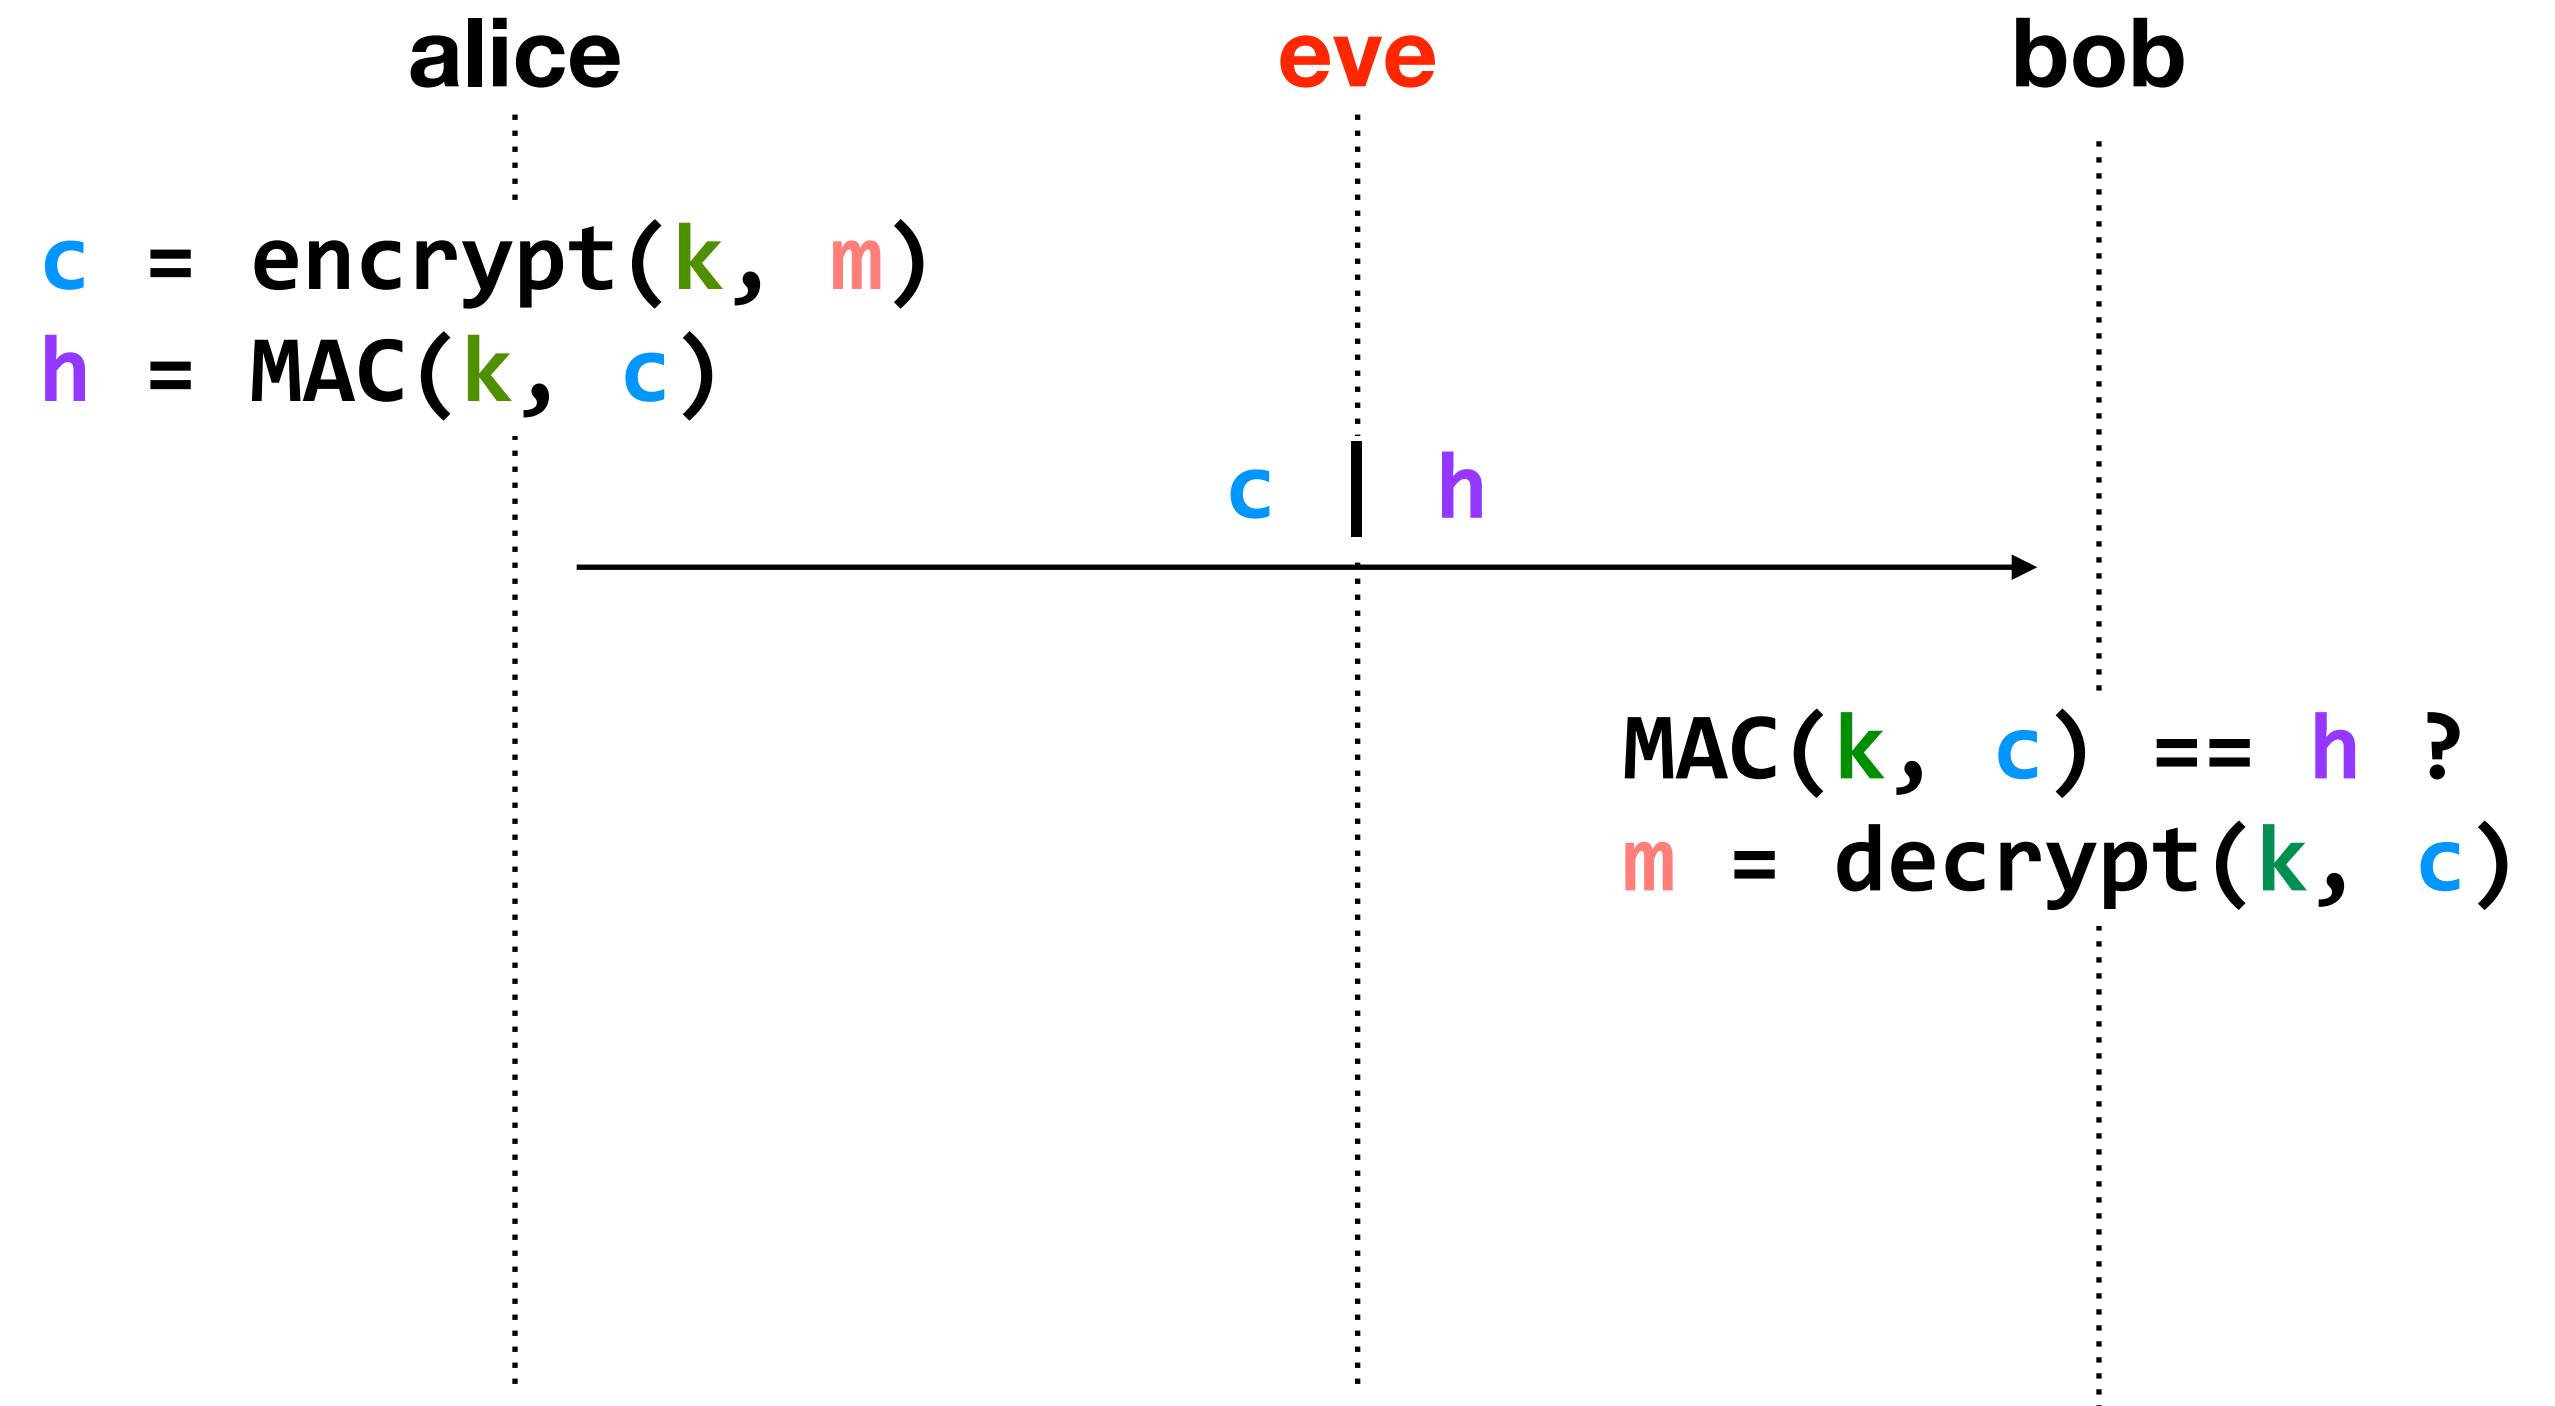 alice
eve
bob
c = encrypt(k, m)
h = MAC(k, c)
c | h
MAC(k, c) == h ?
m = decrypt(k, c)